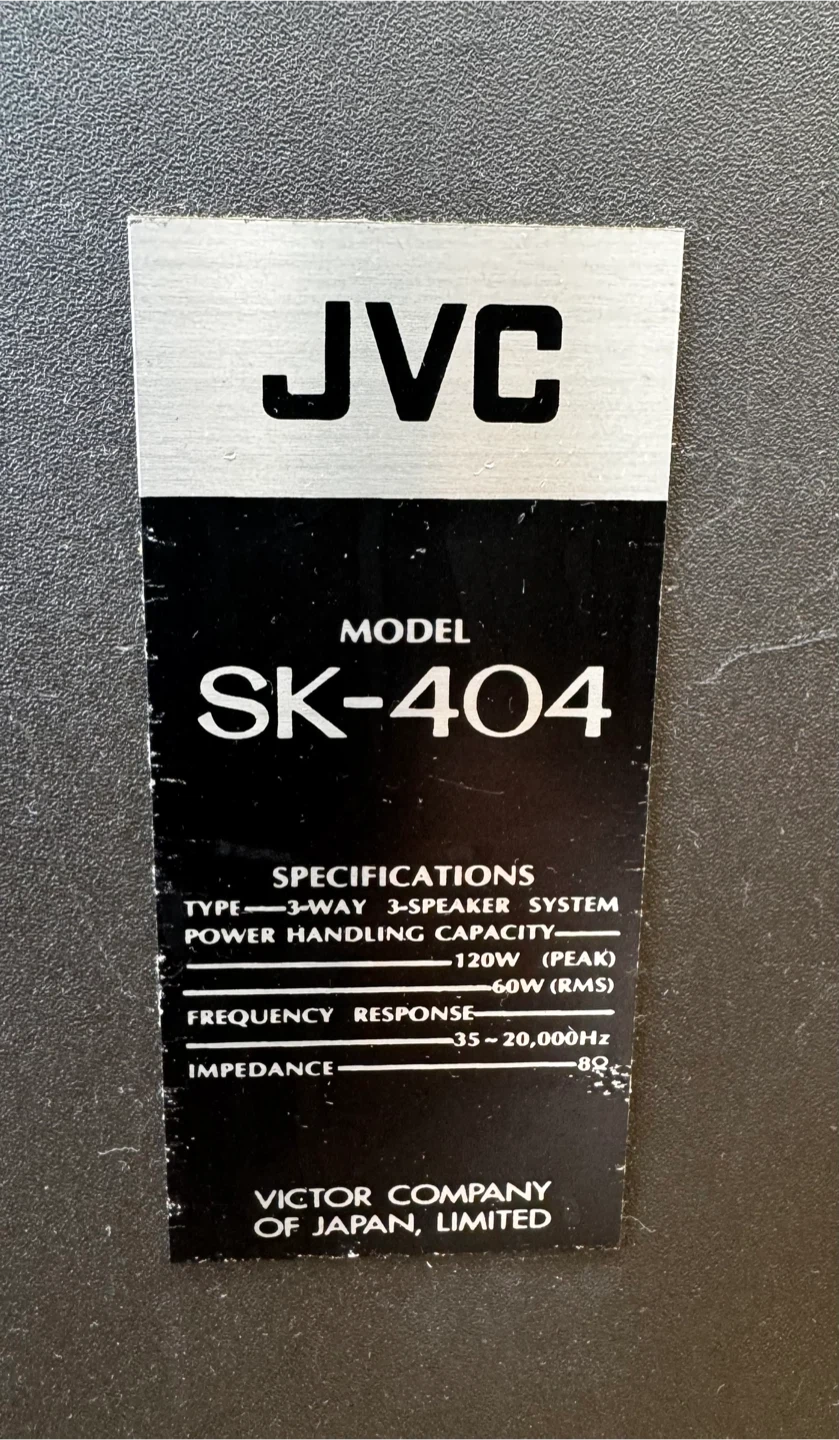 JVC
MODEL
SK-404
SPECIFICATIONS
TYPE—3-WAY 3-SPEAKER SYSTEM
POWER HANDLING CAPACITY—
—120W (PEAK)
—60W (RMS)
FREQUENCY RESPONSE—
—35~20,000Hz
IMPEDANCE—8Ω
VICTOR COMPANY
OF JAPAN, LIMITED